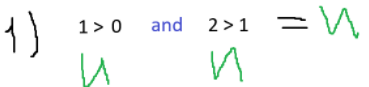 1) 1 > 0 and 2 > 1 = И
И И